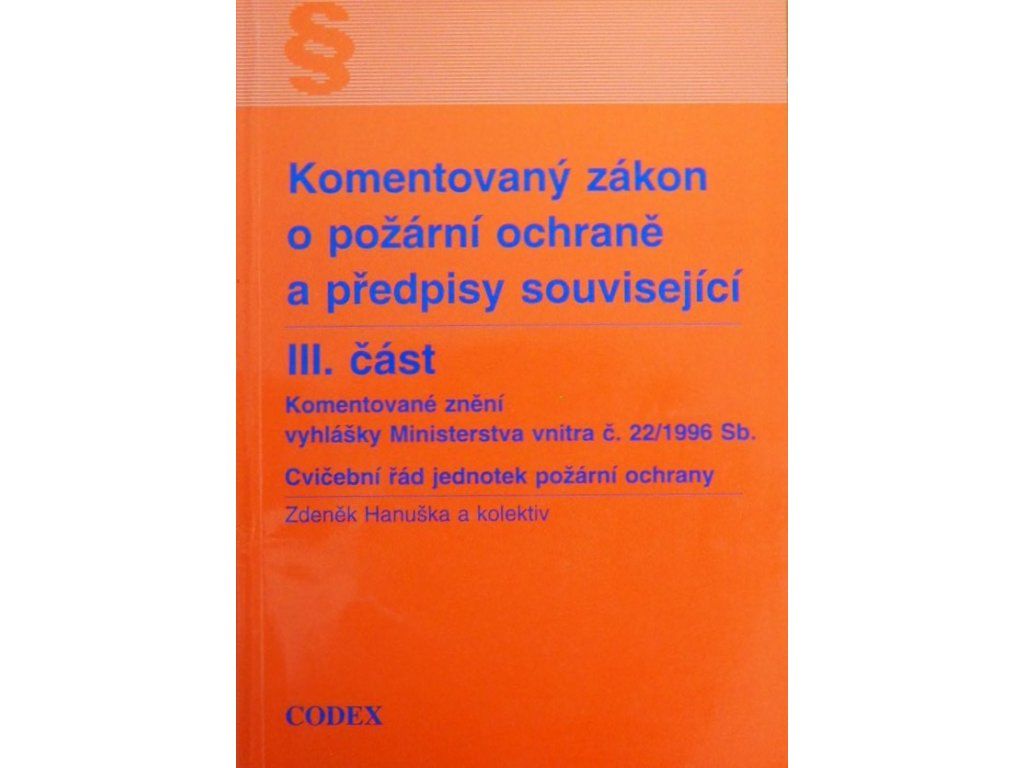 §
Komentovaný zákon
o požární ochraně
a předpisy související
III. část
Komentované znění
vyhlášky Ministerstva vnitra č. 22/1996 Sb.
Cvičební řád jednotek požární ochrany
Zdeněk Hanuška a kolektiv
CODEX